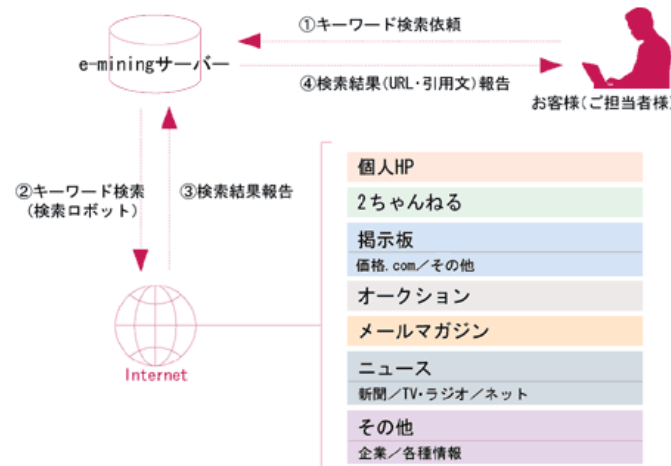 ①キーワード検索依頼
e-miningサーバー
④検索結果(URL・引用文)報告
お客様(ご担当者様)
②キーワード検索
(検索ロボット)
③検索結果報告
Internet
個人HP
2ちゃんねる
掲示板
価格.com/その他
オークション
メールマガジン
ニュース
新聞/TV・ラジオ/ネット
その他
企業/各種情報